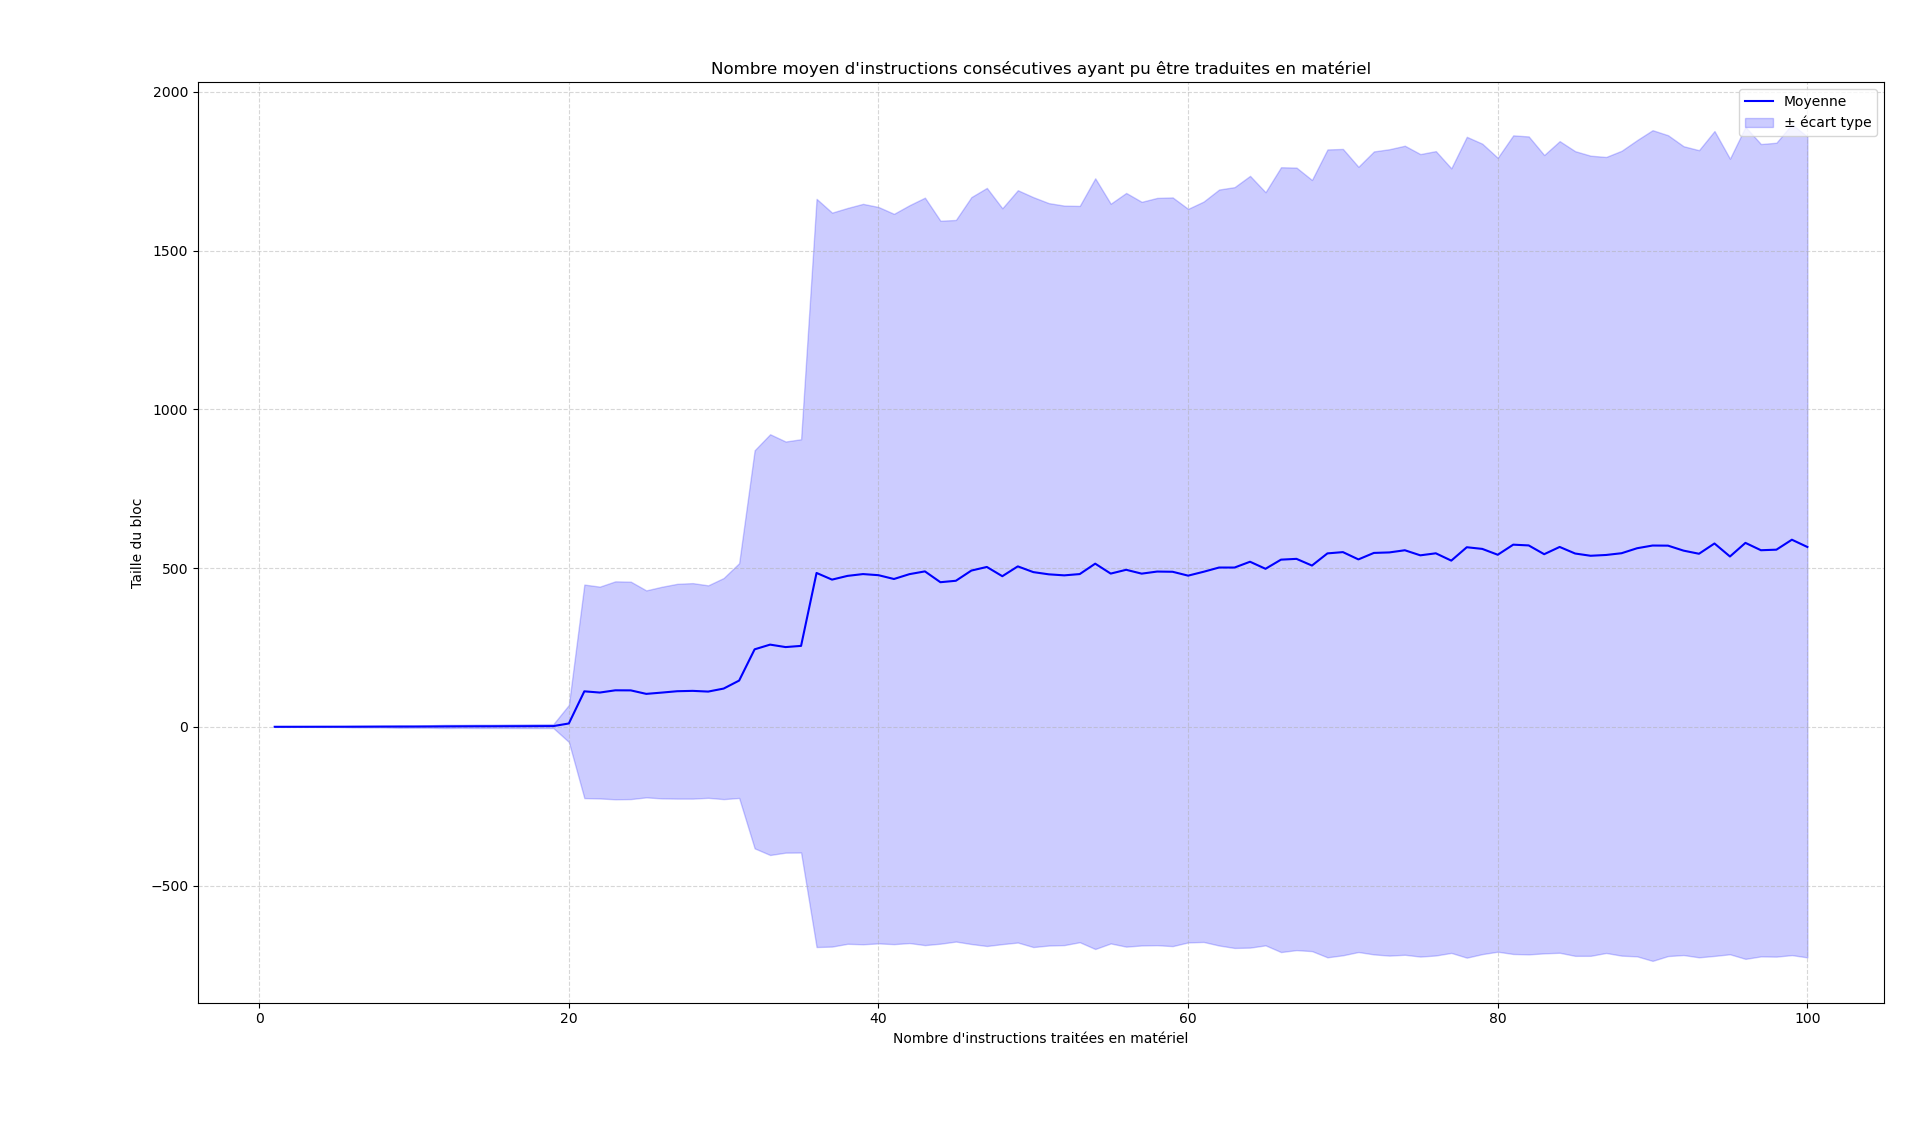 Nombre moyen d'instructions consécutives ayant pu être traduites en matériel
2000
1500
1000
500
0
−500
Taille du bloc
Moyenne
± écart type
0 20 40 60 80 100
Nombre d'instructions traitées en matériel